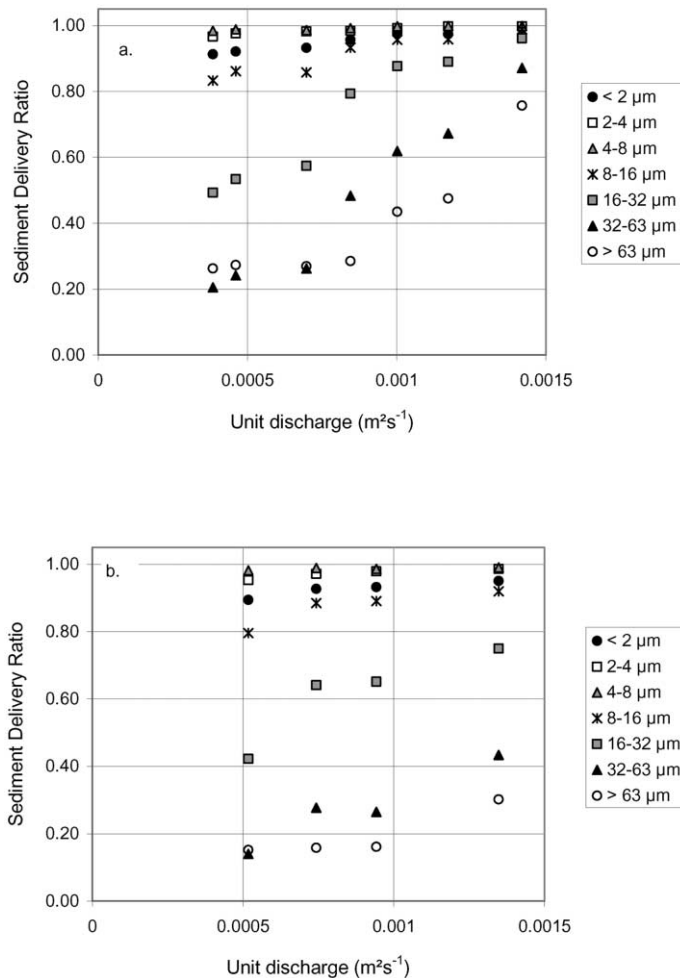 a.
Sediment Delivery Ratio
1.00
0.80
0.60
0.40
0.20
0.00
0
0.0005
0.001
0.0015
Unit discharge (m²s⁻¹)
< 2 µm
2-4 µm
4-8 µm
8-16 µm
16-32 µm
32-63 µm
> 63 µm
b.
Sediment Delivery Ratio
1.00
0.80
0.60
0.40
0.20
0.00
0
0.0005
0.001
0.0015
Unit discharge (m²s⁻¹)
< 2 µm
2-4 µm
4-8 µm
8-16 µm
16-32 µm
32-63 µm
> 63 µm